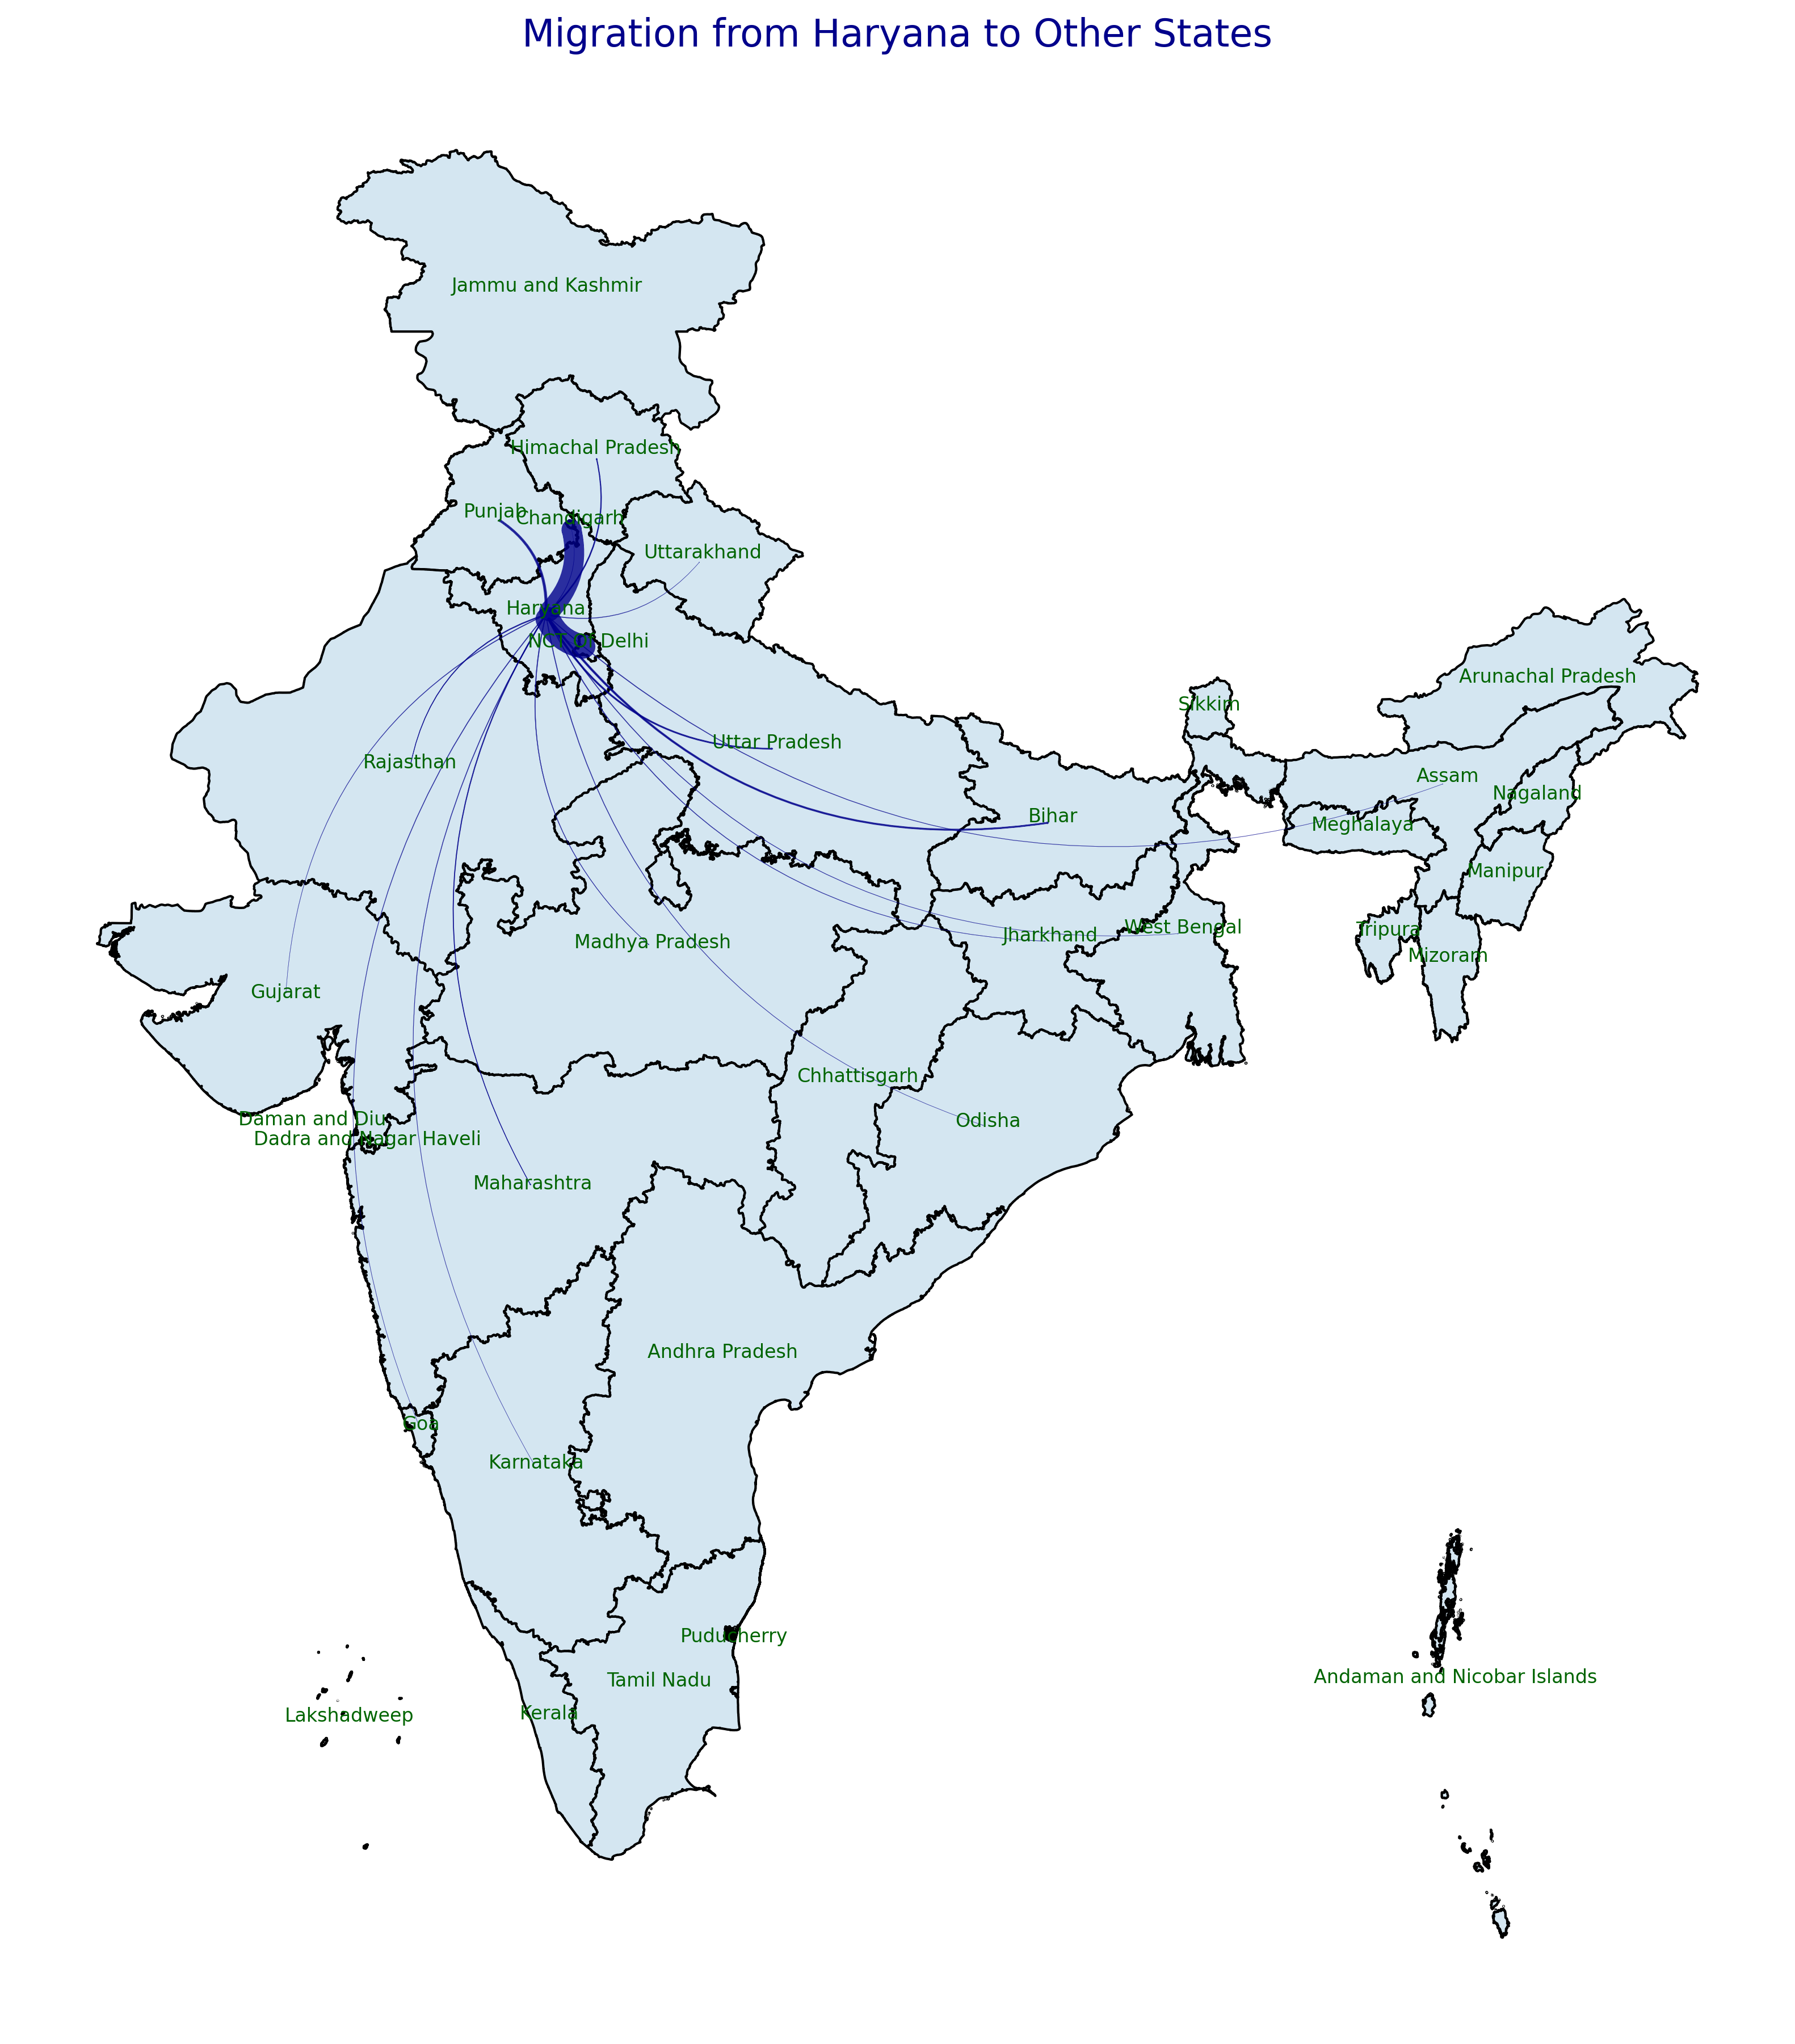 Migration from Haryana to Other States
Jammu and Kashmir
Himachal Pradesh
Punjab
Chandigarh
Uttarakhand
Haryana
NCT of Delhi
Arunachal Pradesh
Sikkim
Uttar Pradesh
Rajasthan
Assam
Nagaland
Bihar
Meghalaya
Manipur
West Bengal
Tripura
Jharkhand
Madhya Pradesh
Mizoram
Gujarat
Chhattisgarh
Daman and Diu
Odisha
Dadra and Nagar Haveli
Maharashtra
Andhra Pradesh
Goa
Karnataka
Puducherry
Andaman and Nicobar Islands
Tamil Nadu
Kerala
Lakshadweep